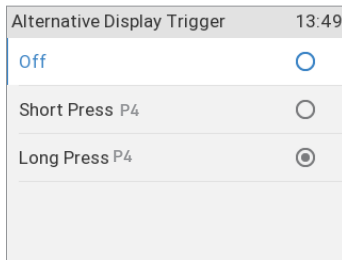 Alternative Display Trigger 13:49
Off
Short Press P4
Long Press P4